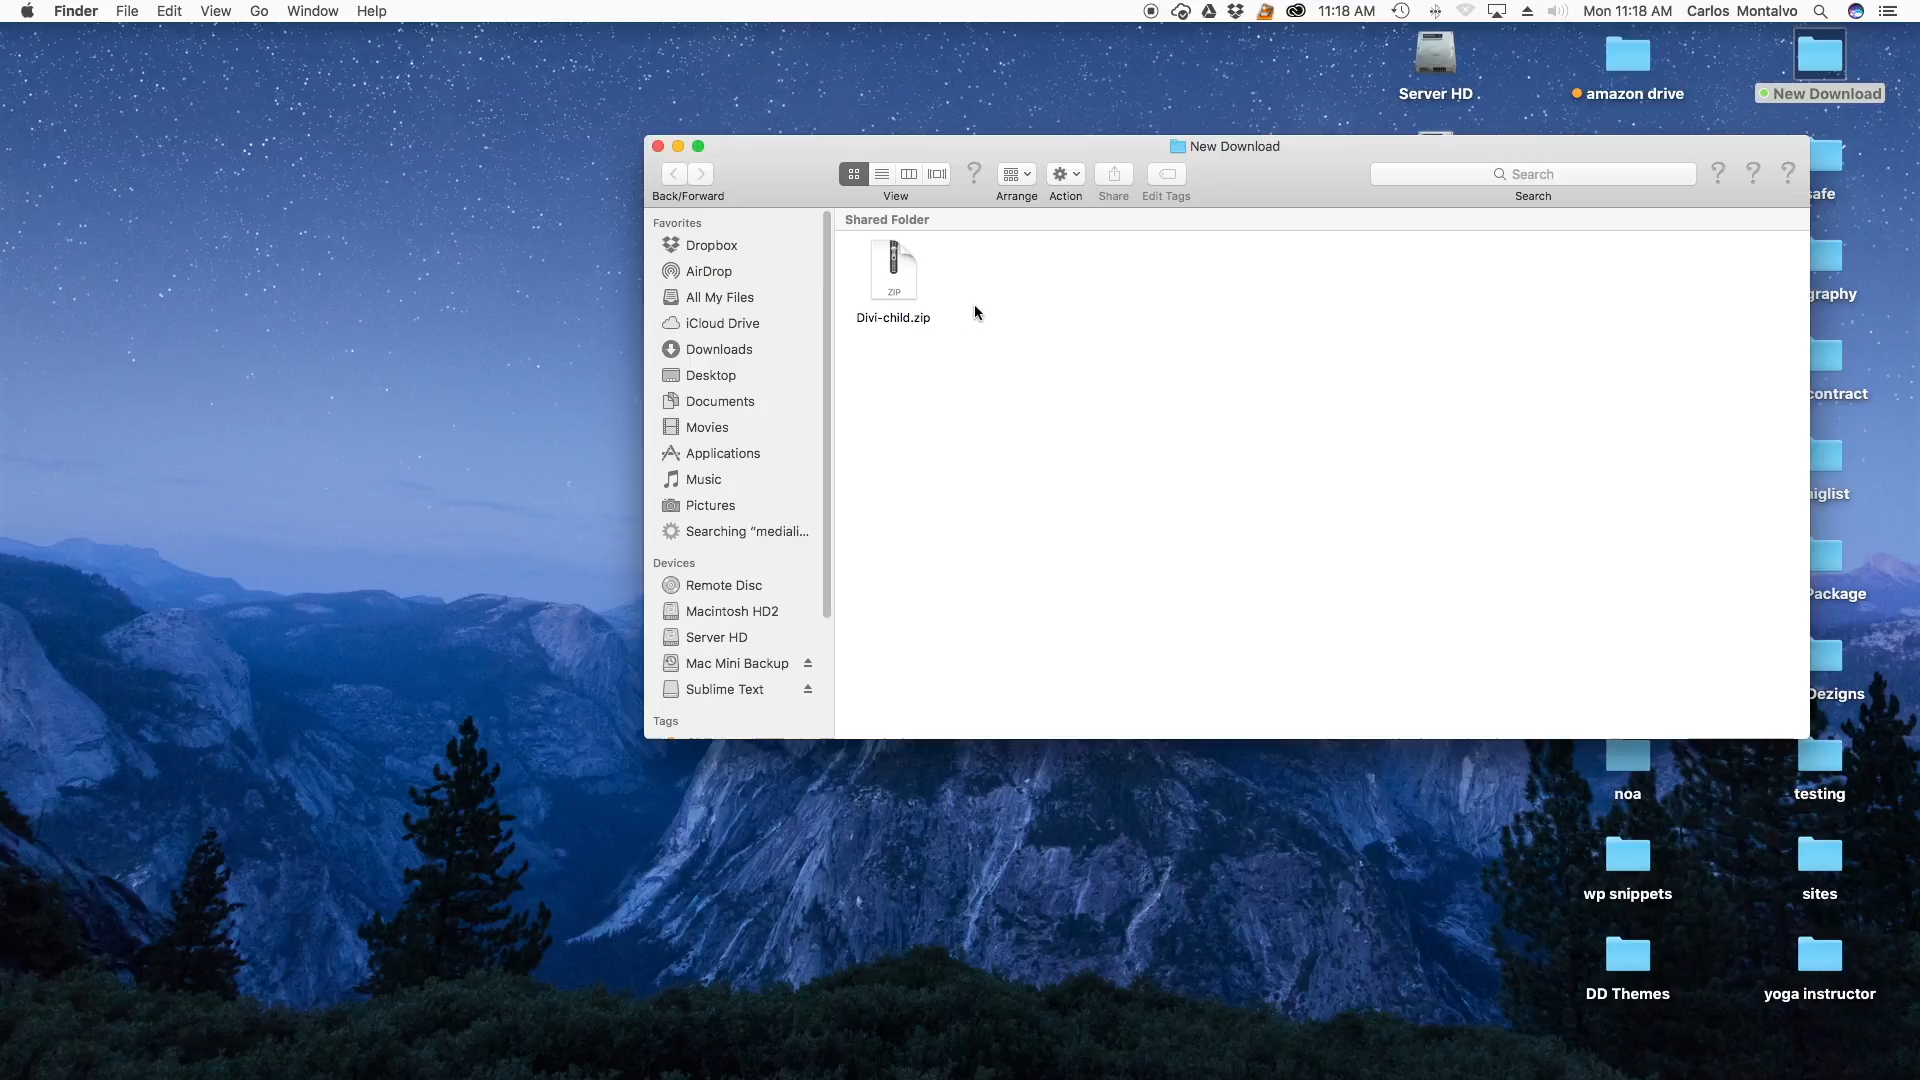 Finder File Edit View Go Window Help 11:18 AM Mon 11:18 AM Carlos Montalvo
Server HD .
amazon drive
New Download
New Download
Back/Forward
View
Arrange
Action
Share
Edit Tags
Search
Search
Favorites
Dropbox
AirDrop
All My Files
iCloud Drive
Downloads
Desktop
Documents
Movies
Applications
Music
Pictures
Searching “mediali...
Devices
Remote Disc
Macintosh HD2
Server HD
Mac Mini Backup
Sublime Text
Tags
Shared Folder
ZIP
Divi-child.zip
safe
graphy
contract
iglist
Package
Dezigns
noa
testing
wp snippets
sites
DD Themes
yoga instructor